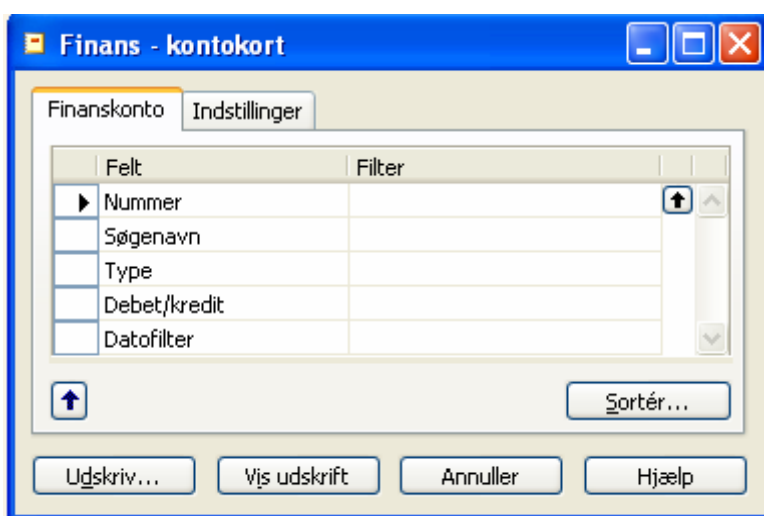 Finans - kontokort
Finanskonto Indstillinger
Felt Filter
Nummer
Søgenavn
Type
Debet/kredit
Datofilter
Sortér...
Udskriv... Vis udskrift Annuller Hjælp